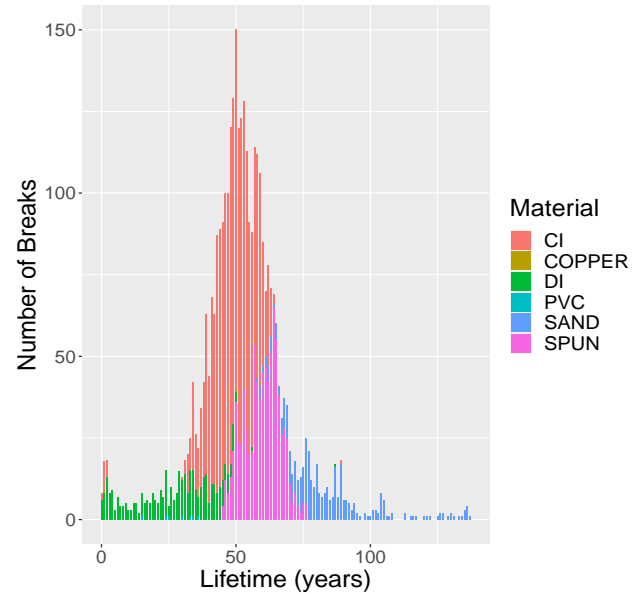 150
100
50
0
Number of Breaks
0
50
100
Lifetime (years)
Material
CI
COPPER
DI
PVC
SAND
SPUN